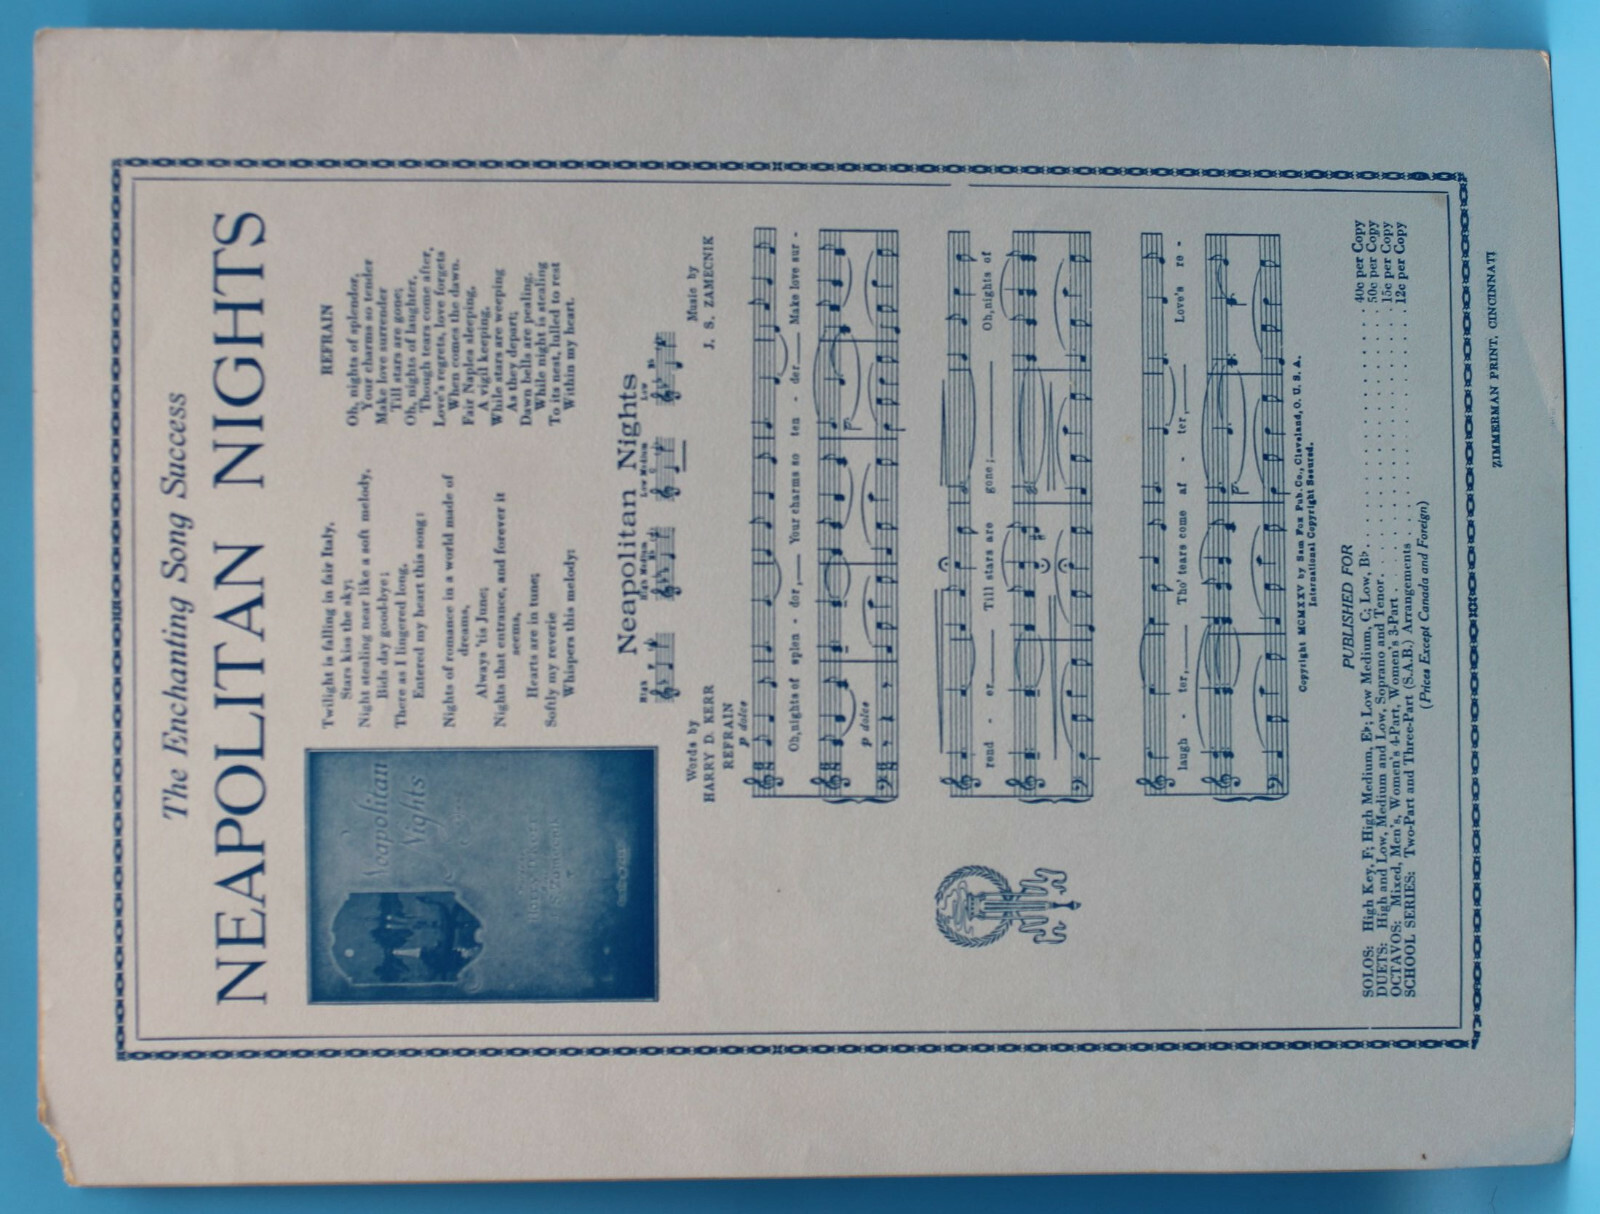 The Enchanting Song Success
NEAPOLITAN NIGHTS
Neapolitan
Nights
Twilight is falling in fair Italy,
Stars kiss the sky;
Night stealing near like a soft melody,
Bids day good-bye;
There as I lingered long,
Entered my heart this song:
Nights of romance in a world made of
dreams,
Always 'tis June;
Nights that entrance, and forever it
seems,
Hearts are in tune;
Softly my reverie
Whispers this melody:
REFRAIN
Oh, nights of splendor,
Your charms so tender
Make love surrender
Till stars are gone;
Oh, nights of laughter,
Though tears come after,
Love's regrets, love forgets
When comes the dawn.
Fair Naples sleeping,
A vigil keeping,
While stars are weeping
As they depart;
Dawn bells are pealing,
While night is stealing
To its nest, lulled to rest
Within my heart.
Neapolitan Nights
High
High Medium
Low Medium
Low
Words by
HARRY D. KERR
Music by
J. S. ZAMECNIK
REFRAIN
p dolce
Oh, nights of splen - dor, Your charms so ten - der Make love sur -
p dolce
p
rend - er Till stars are gone; Oh, nights of
laugh - ter, Tho' tears come af - ter, Love's re -
p
Copyright MCMXXV by Sam Fox Pub. Co., Cleveland, O. U. S. A.
International Copyright Secured.
PUBLISHED FOR
SOLOS: High Key, F; High Medium, E♭; Low Medium, C; Low, B♭. . . . . 40c per Copy
DUETS: High and Low, Medium and Low, Soprano and Tenor. . . . . 50c per Copy
OCTAVOS: Mixed, Men's, Women's 4-Part, Women's 3-Part . . . . . 15c per Copy
SCHOOL SERIES: Two-Part and Three-Part (S.A.B.) Arrangements . . . . . 12c per Copy
(Prices Except Canada and Foreign)
ZIMMERMAN PRINT, CINCINNATI